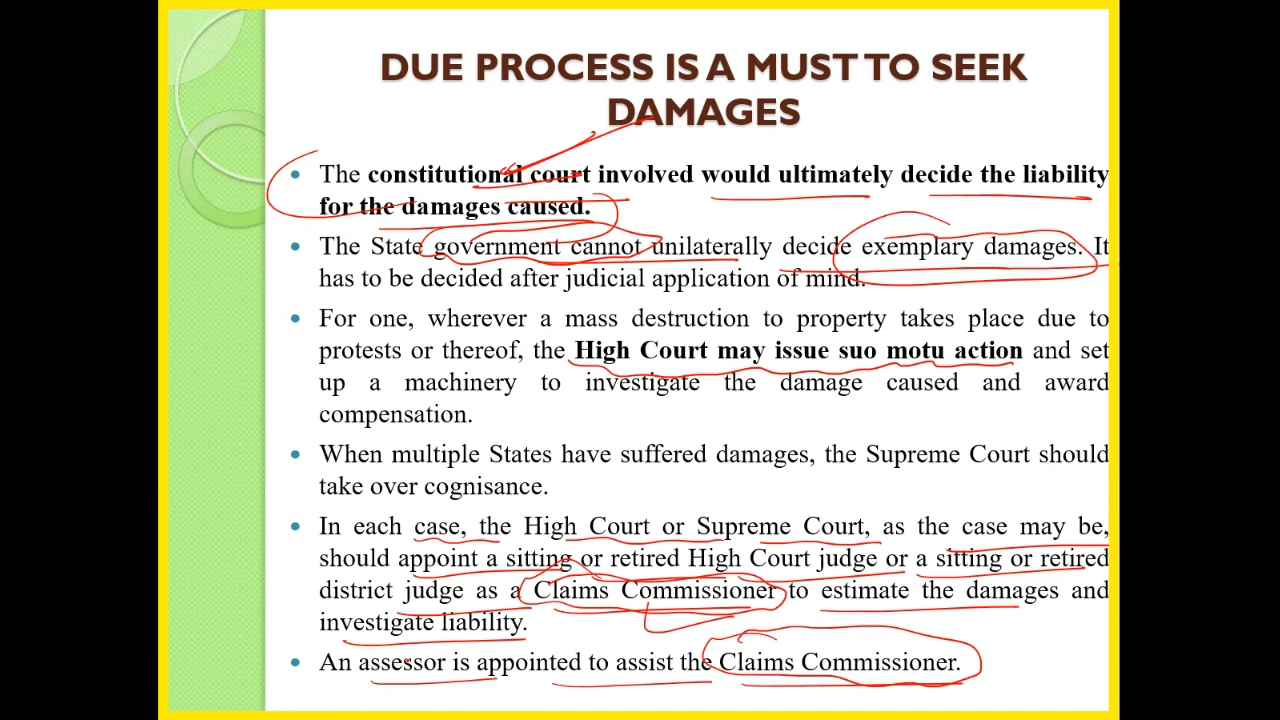 DUE PROCESS IS A MUST TO SEEK
DAMAGES
• The constitutional court involved would ultimately decide the liability
for the damages caused.
• The State government cannot unilaterally decide exemplary damages. It
has to be decided after judicial application of mind.
• For one, wherever a mass destruction to property takes place due to
protests or thereof, the High Court may issue suo motu action and set
up a machinery to investigate the damage caused and award
compensation.
• When multiple States have suffered damages, the Supreme Court should
take over cognisance.
• In each case, the High Court or Supreme Court, as the case may be,
should appoint a sitting or retired High Court judge or a sitting or retired
district judge as a Claims Commissioner to estimate the damages and
investigate liability.
• An assessor is appointed to assist the Claims Commissioner.